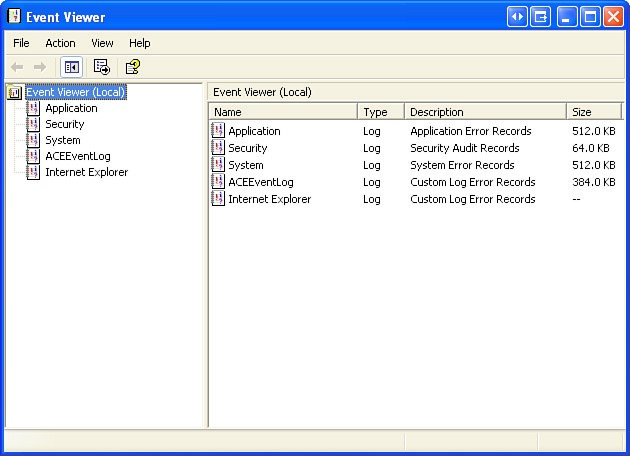 Event Viewer
File Action View Help
Event Viewer (Local)
Application
Security
System
ACEEventLog
Internet Explorer
Event Viewer (Local)
Name Type Description Size
Application Log Application Error Records 512.0 KB
Security Log Security Audit Records 64.0 KB
System Log System Error Records 512.0 KB
ACEEventLog Log Custom Log Error Records 384.0 KB
Internet Explorer Log Custom Log Error Records --